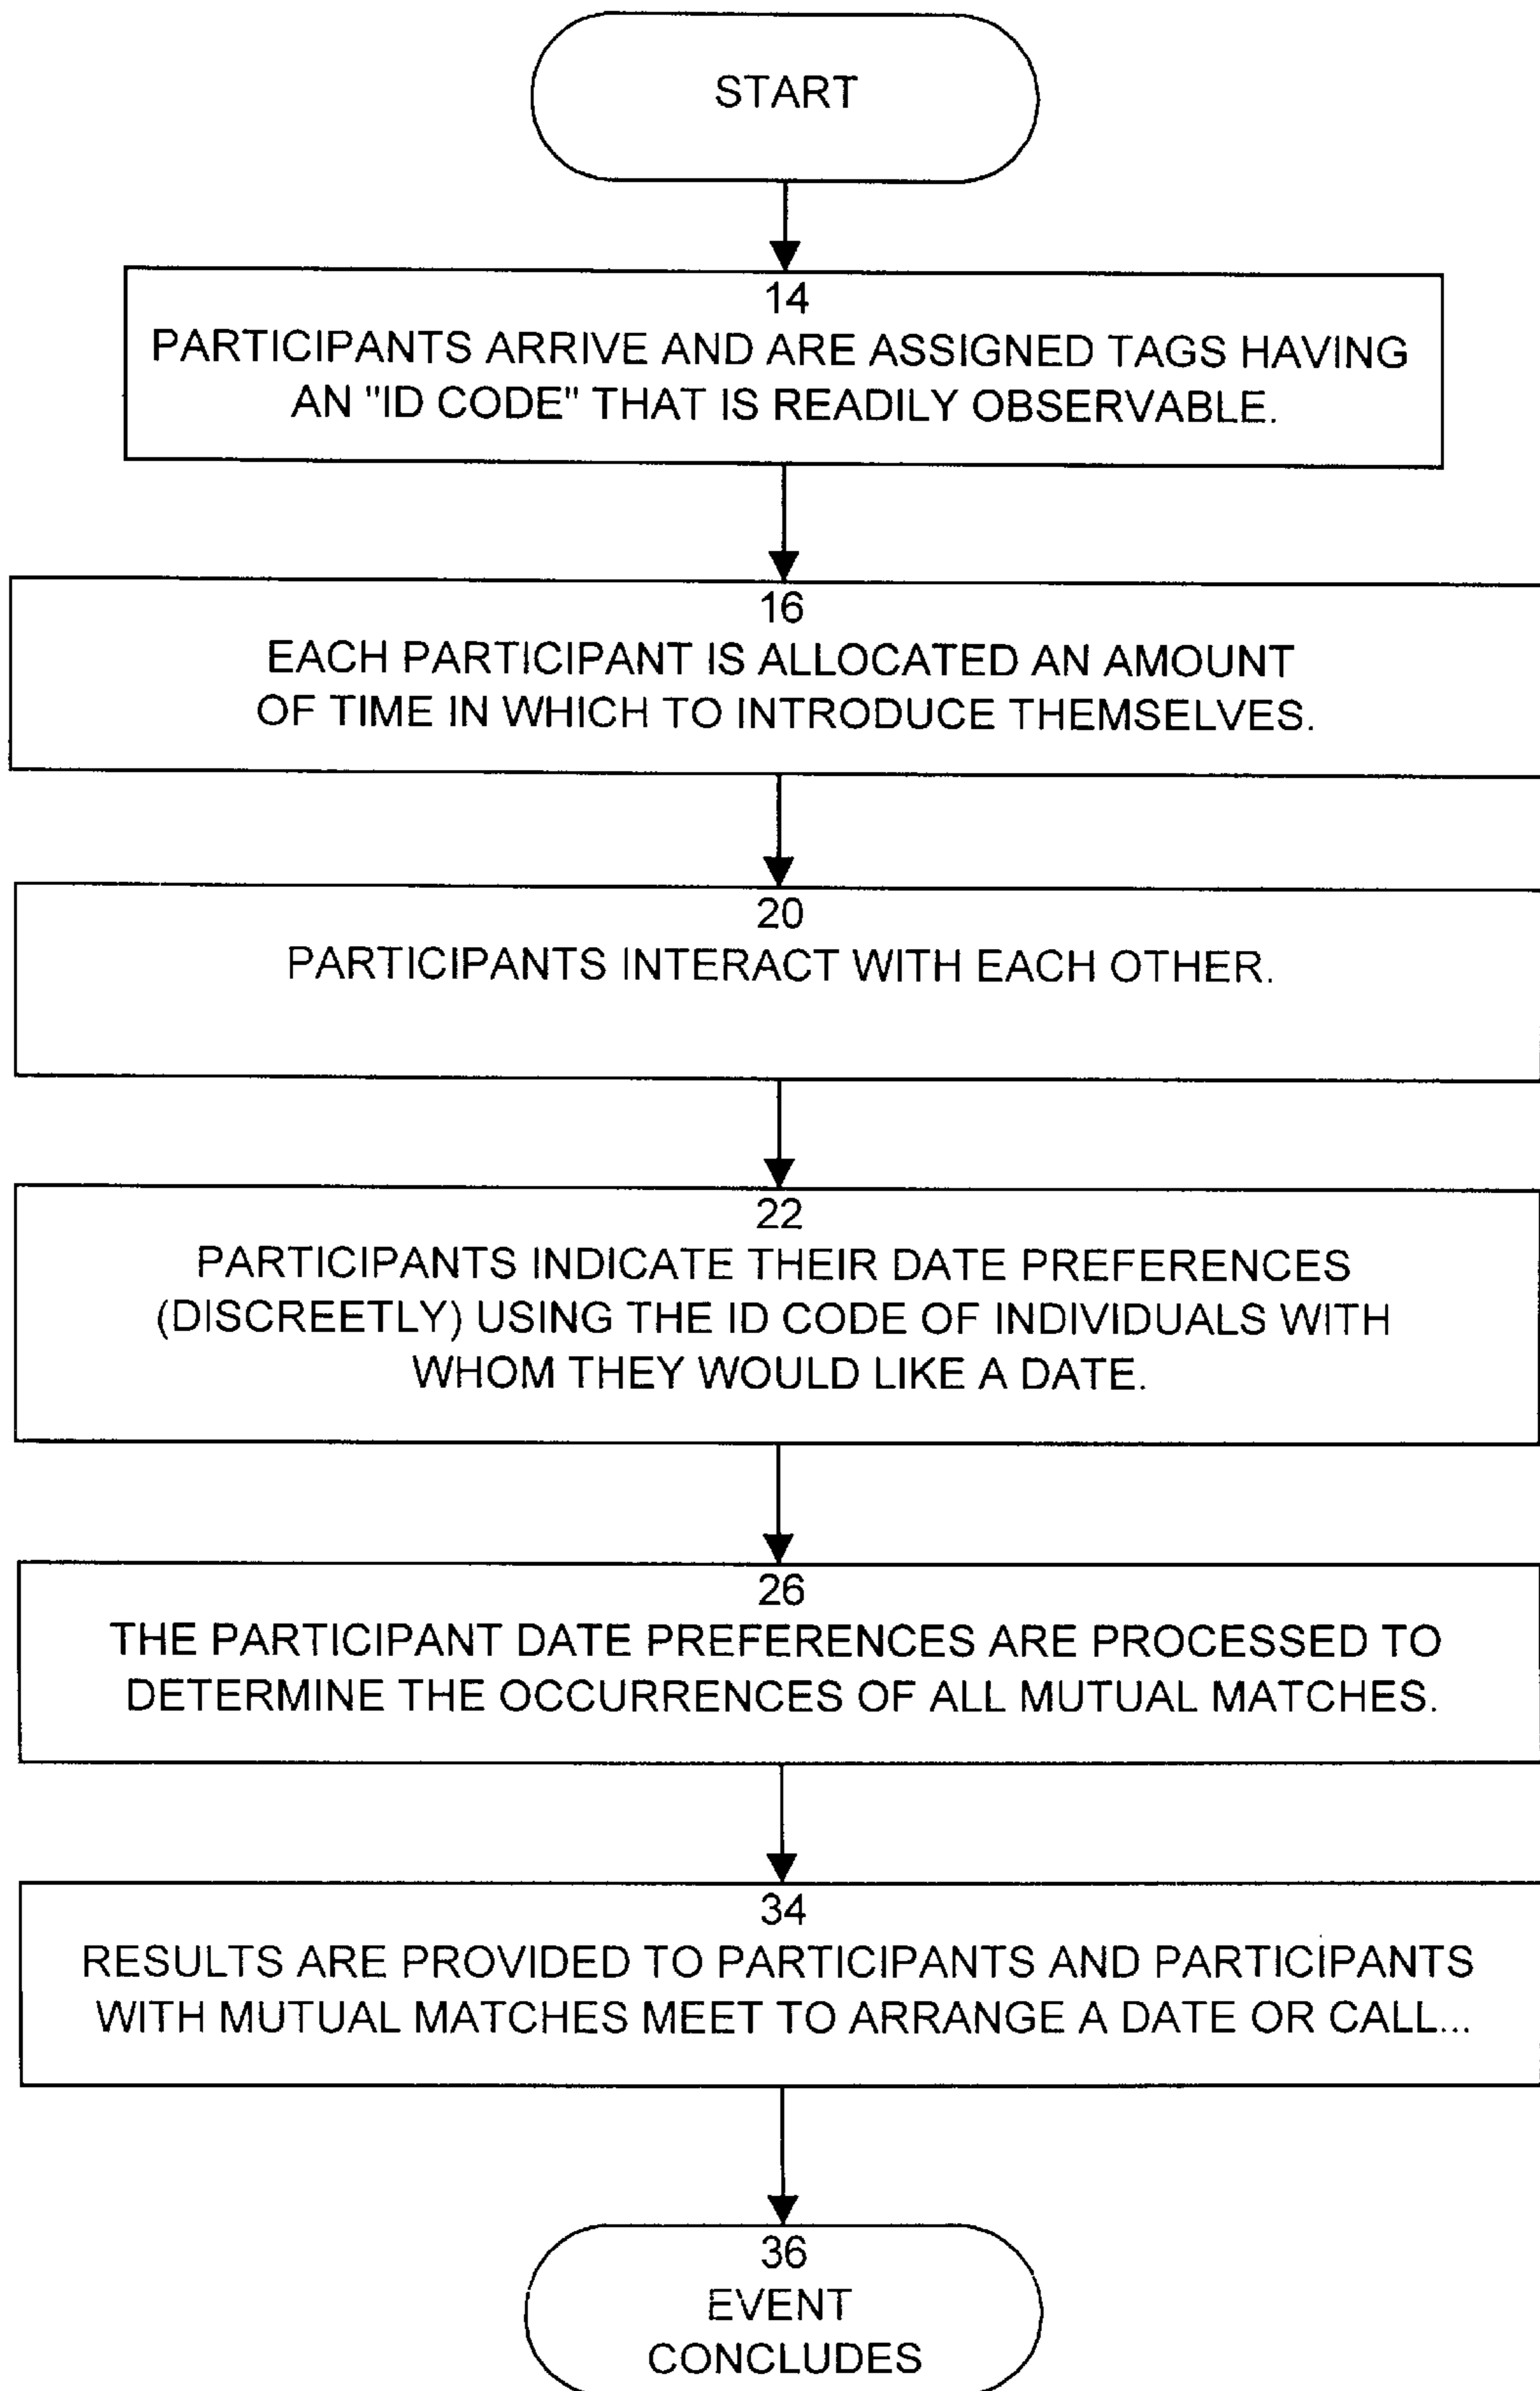 START
14
PARTICIPANTS ARRIVE AND ARE ASSIGNED TAGS HAVING
AN "ID CODE" THAT IS READILY OBSERVABLE.
16
EACH PARTICIPANT IS ALLOCATED AN AMOUNT
OF TIME IN WHICH TO INTRODUCE THEMSELVES.
20
PARTICIPANTS INTERACT WITH EACH OTHER.
22
PARTICIPANTS INDICATE THEIR DATE PREFERENCES
(DISCREETLY) USING THE ID CODE OF INDIVIDUALS WITH
WHOM THEY WOULD LIKE A DATE.
26
THE PARTICIPANT DATE PREFERENCES ARE PROCESSED TO
DETERMINE THE OCCURRENCES OF ALL MUTUAL MATCHES.
34
RESULTS ARE PROVIDED TO PARTICIPANTS AND PARTICIPANTS
WITH MUTUAL MATCHES MEET TO ARRANGE A DATE OR CALL...
36
EVENT
CONCLUDES